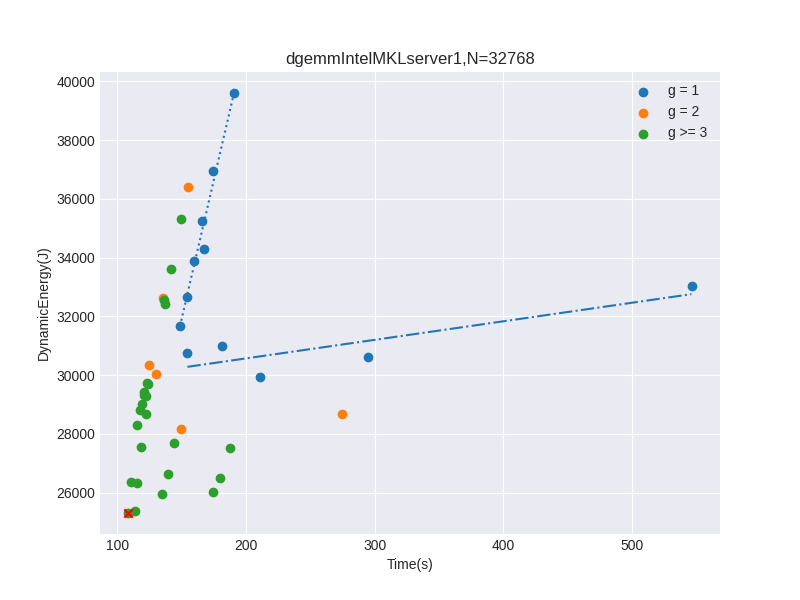 dgemmIntelMKLserver1,N=32768
40000
38000
36000
34000
32000
30000
28000
26000
DynamicEnergy(J)
g = 1
g = 2
g >= 3
100
200
300
400
500
Time(s)